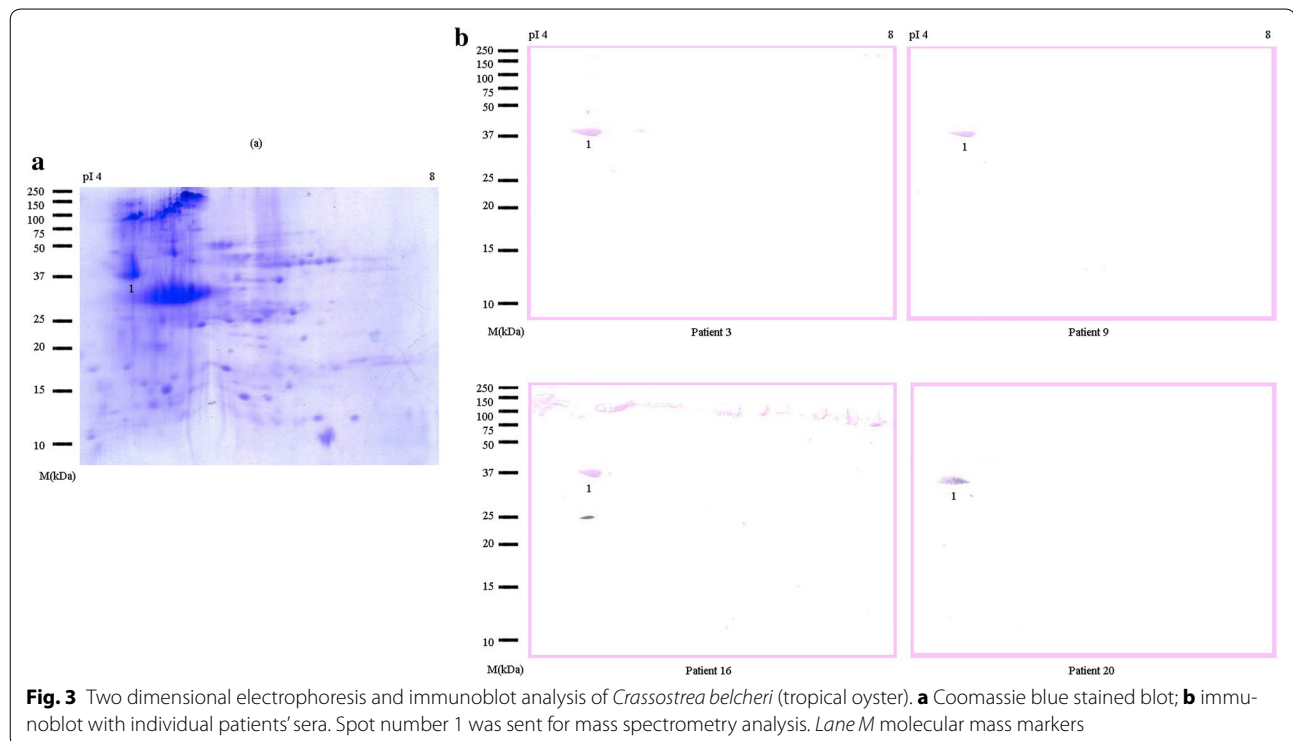 (a)
a
pI 4 8
250
150
100
75
50
37
25
20
15
10
M(kDa)
1
b
pI 4 8
250
150
100
75
50
37
25
20
15
10
M(kDa)
1
Patient 3
pI 4 8
1
Patient 9
250
150
100
75
50
37
25
20
15
10
M(kDa)
1
Patient 16
1
Patient 20
Fig. 3 Two dimensional electrophoresis and immunoblot analysis of Crassostrea belcheri (tropical oyster). a Coomassie blue stained blot; b immu-
noblot with individual patients' sera. Spot number 1 was sent for mass spectrometry analysis. Lane M molecular mass markers